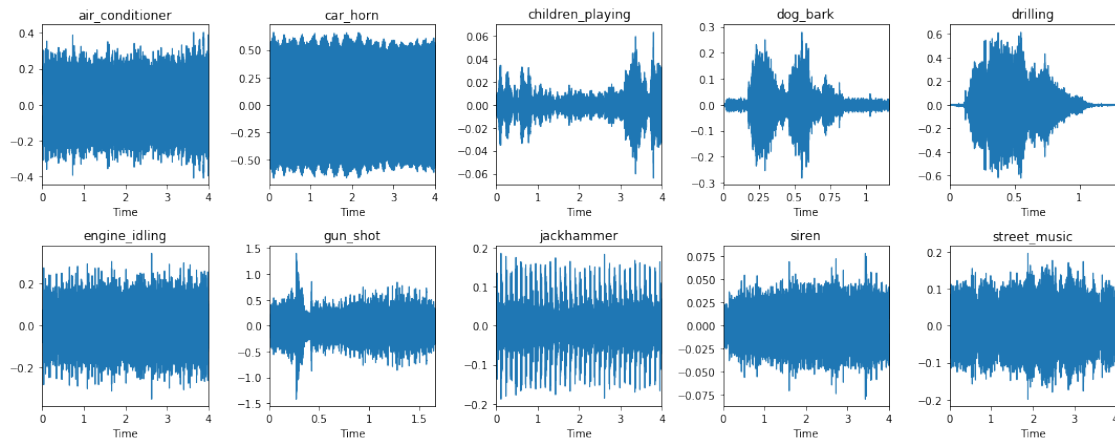 air_conditioner
0.4
0.2
0.0
−0.2
−0.4
0 1 2 3 4
Time
car_horn
0.50
0.25
0.00
−0.25
−0.50
0 1 2 3 4
Time
children_playing
0.06
0.04
0.02
0.00
−0.02
−0.04
−0.06
0 1 2 3 4
Time
dog_bark
0.3
0.2
0.1
0.0
−0.1
−0.2
−0.3
0 0.25 0.50 0.75 1
Time
drilling
0.6
0.4
0.2
0.0
−0.2
−0.4
−0.6
0 0.5 1
Time
engine_idling
0.2
0.0
−0.2
0 1 2 3 4
Time
gun_shot
1.5
1.0
0.5
0.0
−0.5
−1.0
−1.5
0 0.5 1 1.5
Time
jackhammer
0.2
0.1
0.0
−0.1
−0.2
0 1 2 3 4
Time
siren
0.075
0.050
0.025
0.000
−0.025
−0.050
−0.075
0 1 2 3 4
Time
street_music
0.2
0.1
0.0
−0.1
−0.2
0 1 2 3 4
Time